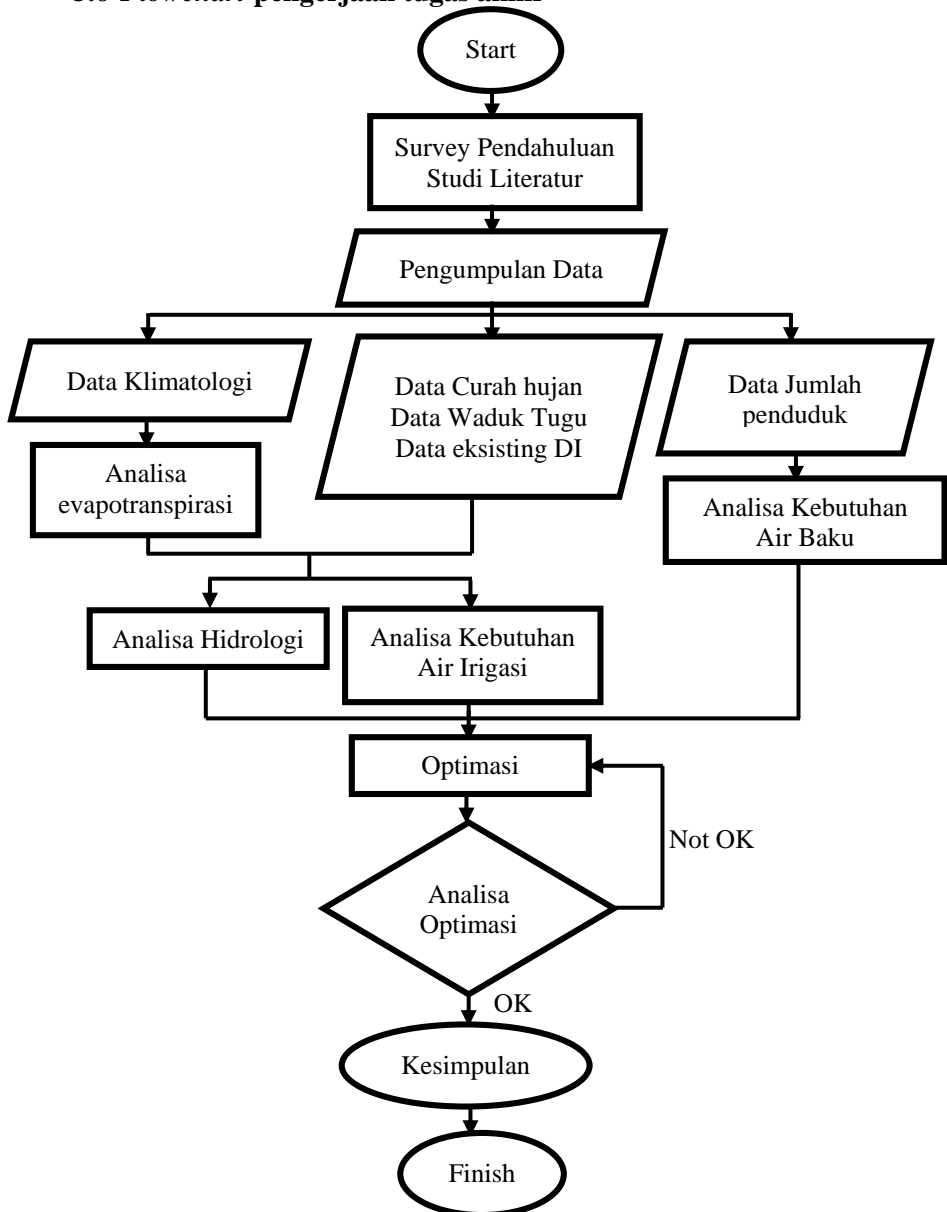 pengerjaan tugas
Start
Survey Pendahuluan
Studi Literatur
Pengumpulan Data
Data Klimatologi
Data Curah hujan
Data Waduk Tugu
Data eksisting DI
Data Jumlah
penduduk
Analisa
evapotranspirasi
Analisa Kebutuhan
Air Baku
Analisa Hidrologi
Analisa Kebutuhan
Air Irigasi
Optimasi
Not OK
Analisa
Optimasi
OK
Kesimpulan
Finish